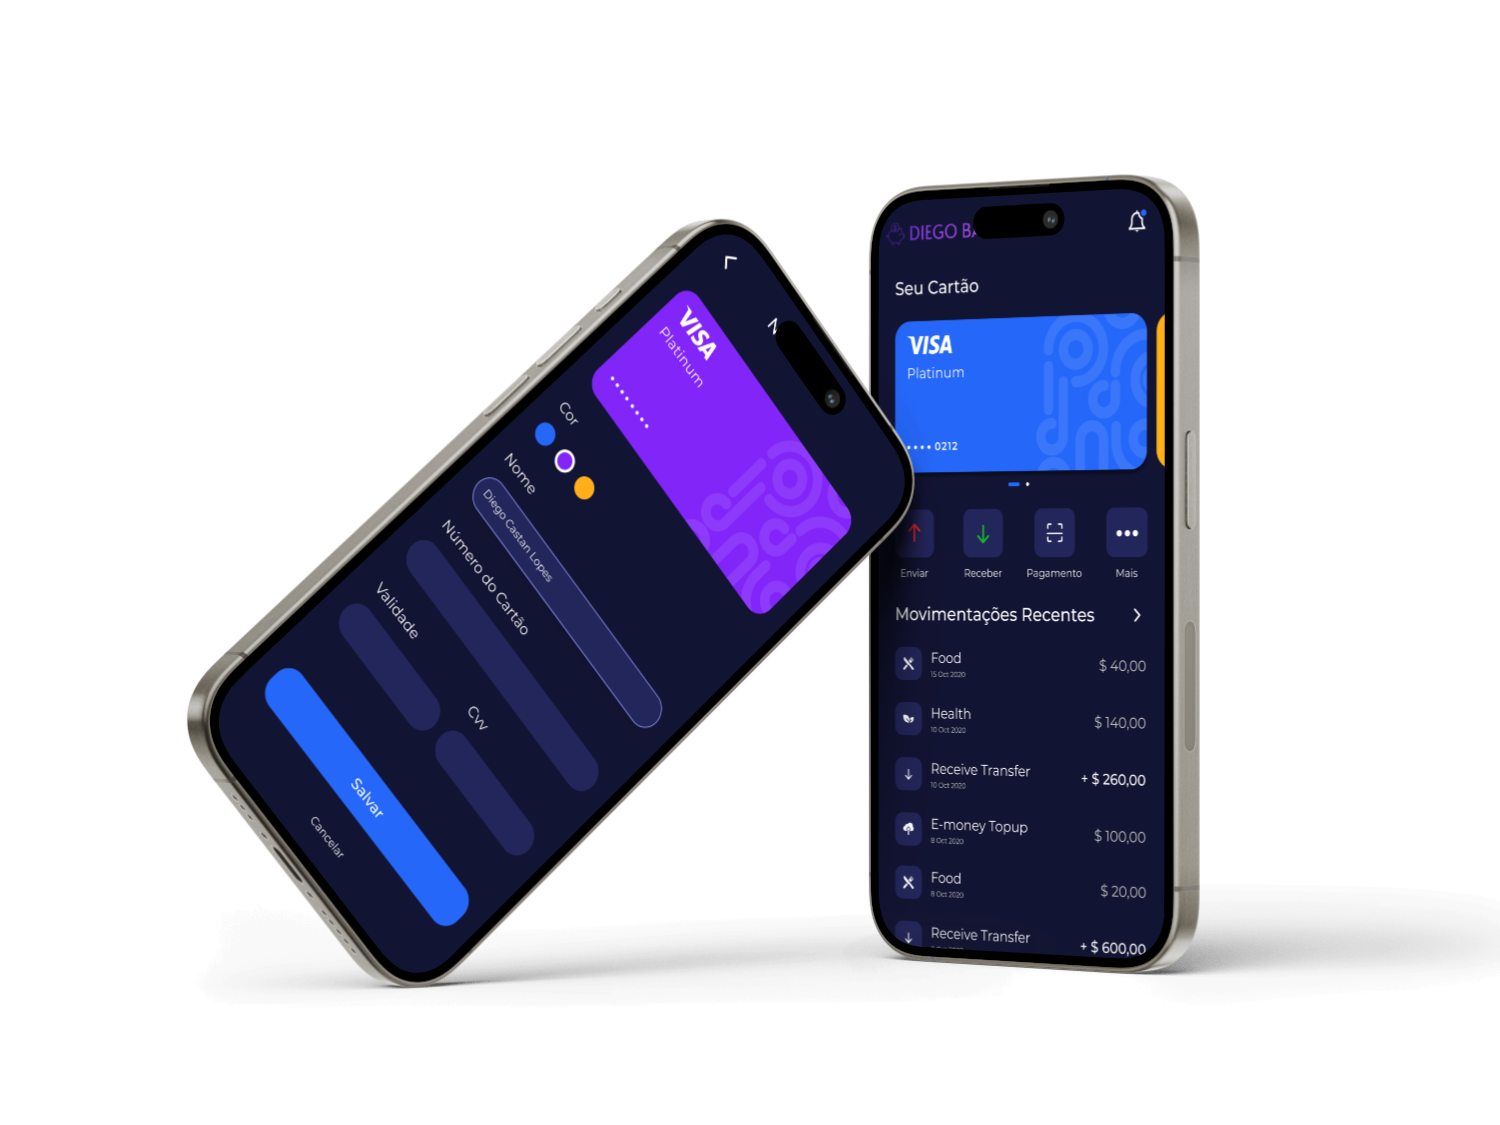 VISA
Platinum
Cor
Nome
Diego Castan Lopes
Número do Cartão
Validade
Cvv
Salvar
Cancelar
DIEGO
Seu Cartão
VISA
Platinum
•••• 0212
Enviar
Receber
Pagamento
Mais
Movimentações Recentes
Food
15 Oct 2020
$ 40,00
Health
10 Oct 2020
$ 140,00
Receive Transfer
10 Oct 2020
+ $ 260,00
E-money Topup
8 Oct 2020
$ 100,00
Food
8 Oct 2020
$ 20,00
Receive Transfer
+ $ 600,00